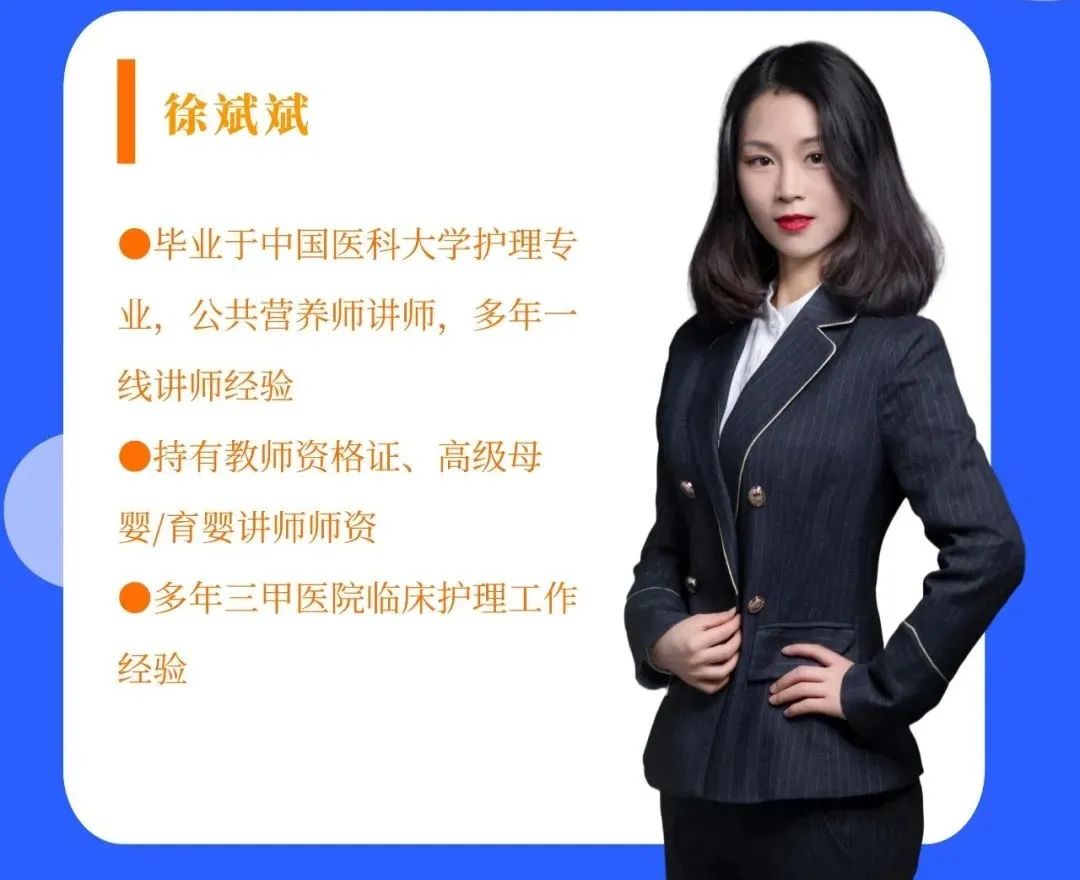 徐斌斌
●毕业于中国医科大学护理专
业，公共营养师讲师，多年一
线讲师经验
●持有教师资格证、高级母
婴/育婴讲师师资
●多年三甲医院临床护理工作
经验